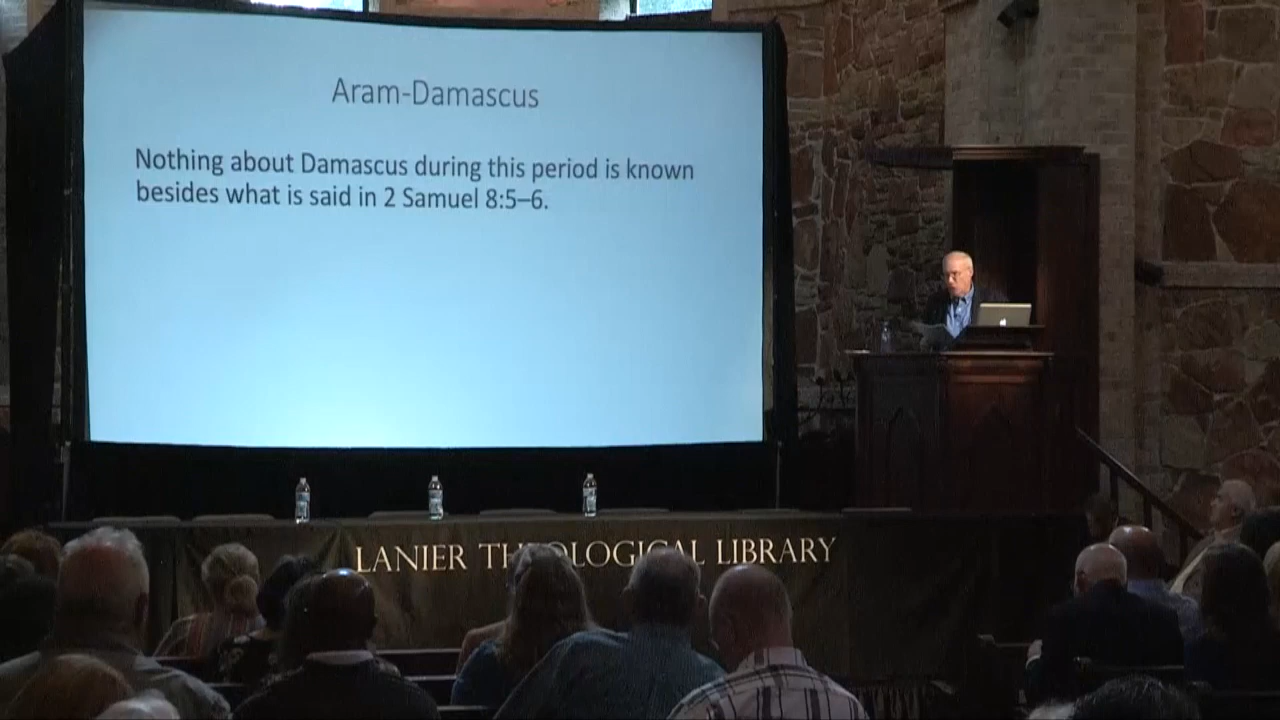 Aram-Damascus
Nothing about Damascus during this period is known
besides what is said in 2 Samuel 8:5–6.
LANIER THEOLOGICAL LIBRARY